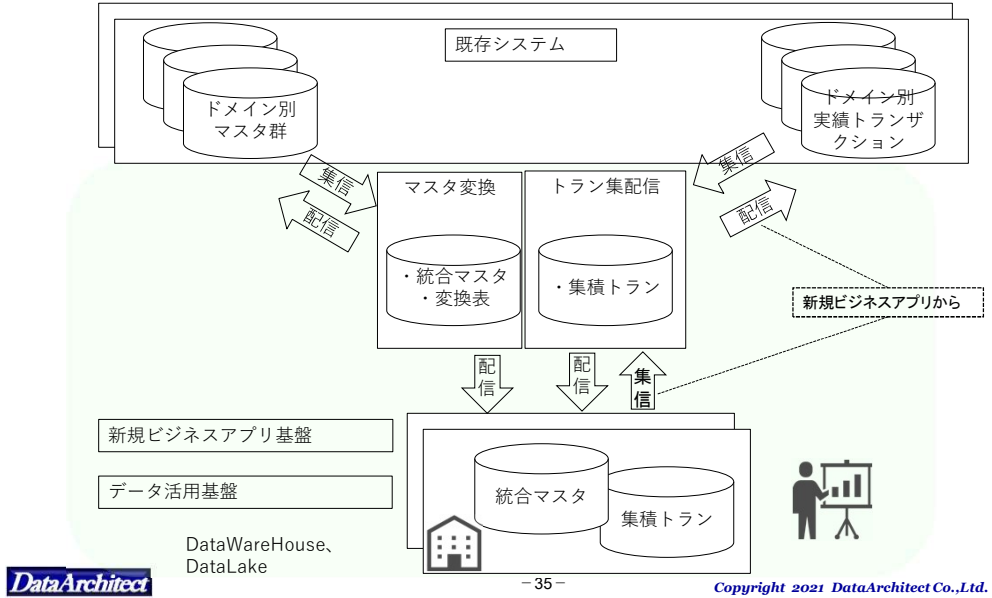 既存システム
ドメイン別
マスタ群
ドメイン別
実績トランザ
クション
集信
配信
集信
配信
マスタ変換
トラン集配信
・統合マスタ
・変換表
・集積トラン
新規ビジネスアプリから
配信
配信
集信
新規ビジネスアプリ基盤
データ活用基盤
統合マスタ
集積トラン
DataWareHouse、
DataLake
DataArchitect
-35-
Copyright 2021 DataArchitect Co.,Ltd.